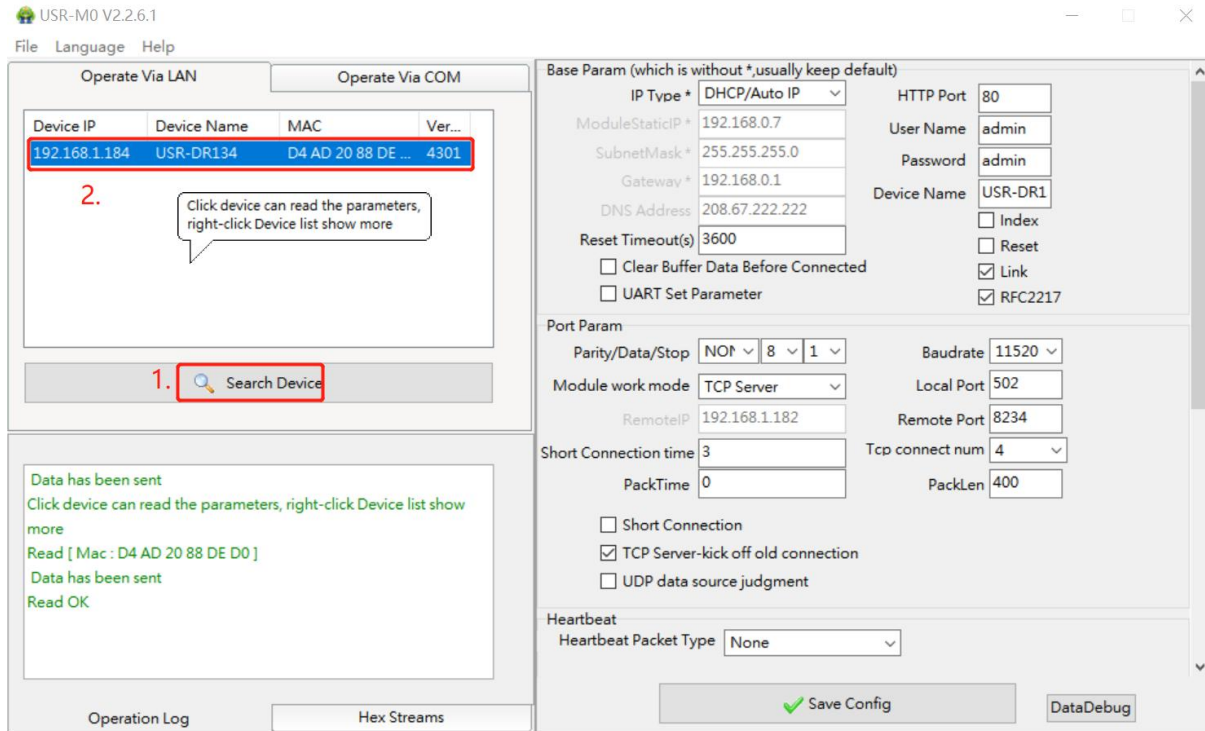 USR-M0 V2.2.6.1
File Language Help
Operate Via LAN Operate Via COM
Device IP Device Name MAC Ver...
192.168.1.184 USR-DR134 D4 AD 20 88 DE ... 4301
2.
Click device can read the parameters,
right-click Device list show more
1. Search Device
Data has been sent
Click device can read the parameters, right-click Device list show
more
Read [ Mac : D4 AD 20 88 DE D0 ]
Data has been sent
Read OK
Operation Log Hex Streams
Base Param (which is without *,usually keep default)
IP Type * DHCP/Auto IP HTTP Port 80
ModuleStaticIP * 192.168.0.7 User Name admin
SubnetMask * 255.255.255.0 Password admin
Gateway * 192.168.0.1 Device Name USR-DR1
DNS Address 208.67.222.222 Index
Reset Timeout(s) 3600 Reset
Clear Buffer Data Before Connected Link
UART Set Parameter RFC2217
Port Param
Parity/Data/Stop NON 8 1 Baudrate 11520
Module work mode TCP Server Local Port 502
RemoteIP 192.168.1.182 Remote Port 8234
Short Connection time 3 Tcp connect num 4
PackTime 0 PackLen 400
Short Connection
TCP Server-kick off old connection
UDP data source judgment
Heartbeat
Heartbeat Packet Type None
Save Config DataDebug